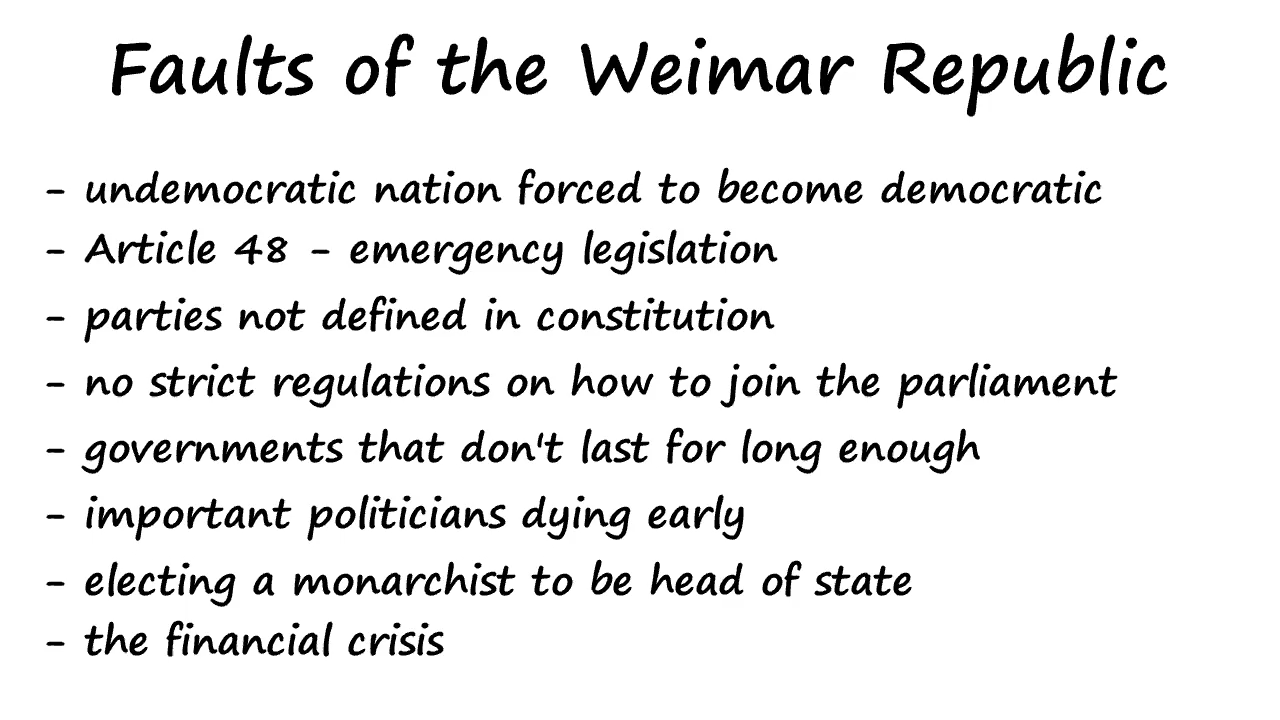 Faults of the Weimar Republic
- undemocratic nation forced to become democratic
- Article 48 - emergency legislation
- parties not defined in constitution
- no strict regulations on how to join the parliament
- governments that don't last for long enough
- important politicians dying early
- electing a monarchist to be head of state
- the financial crisis